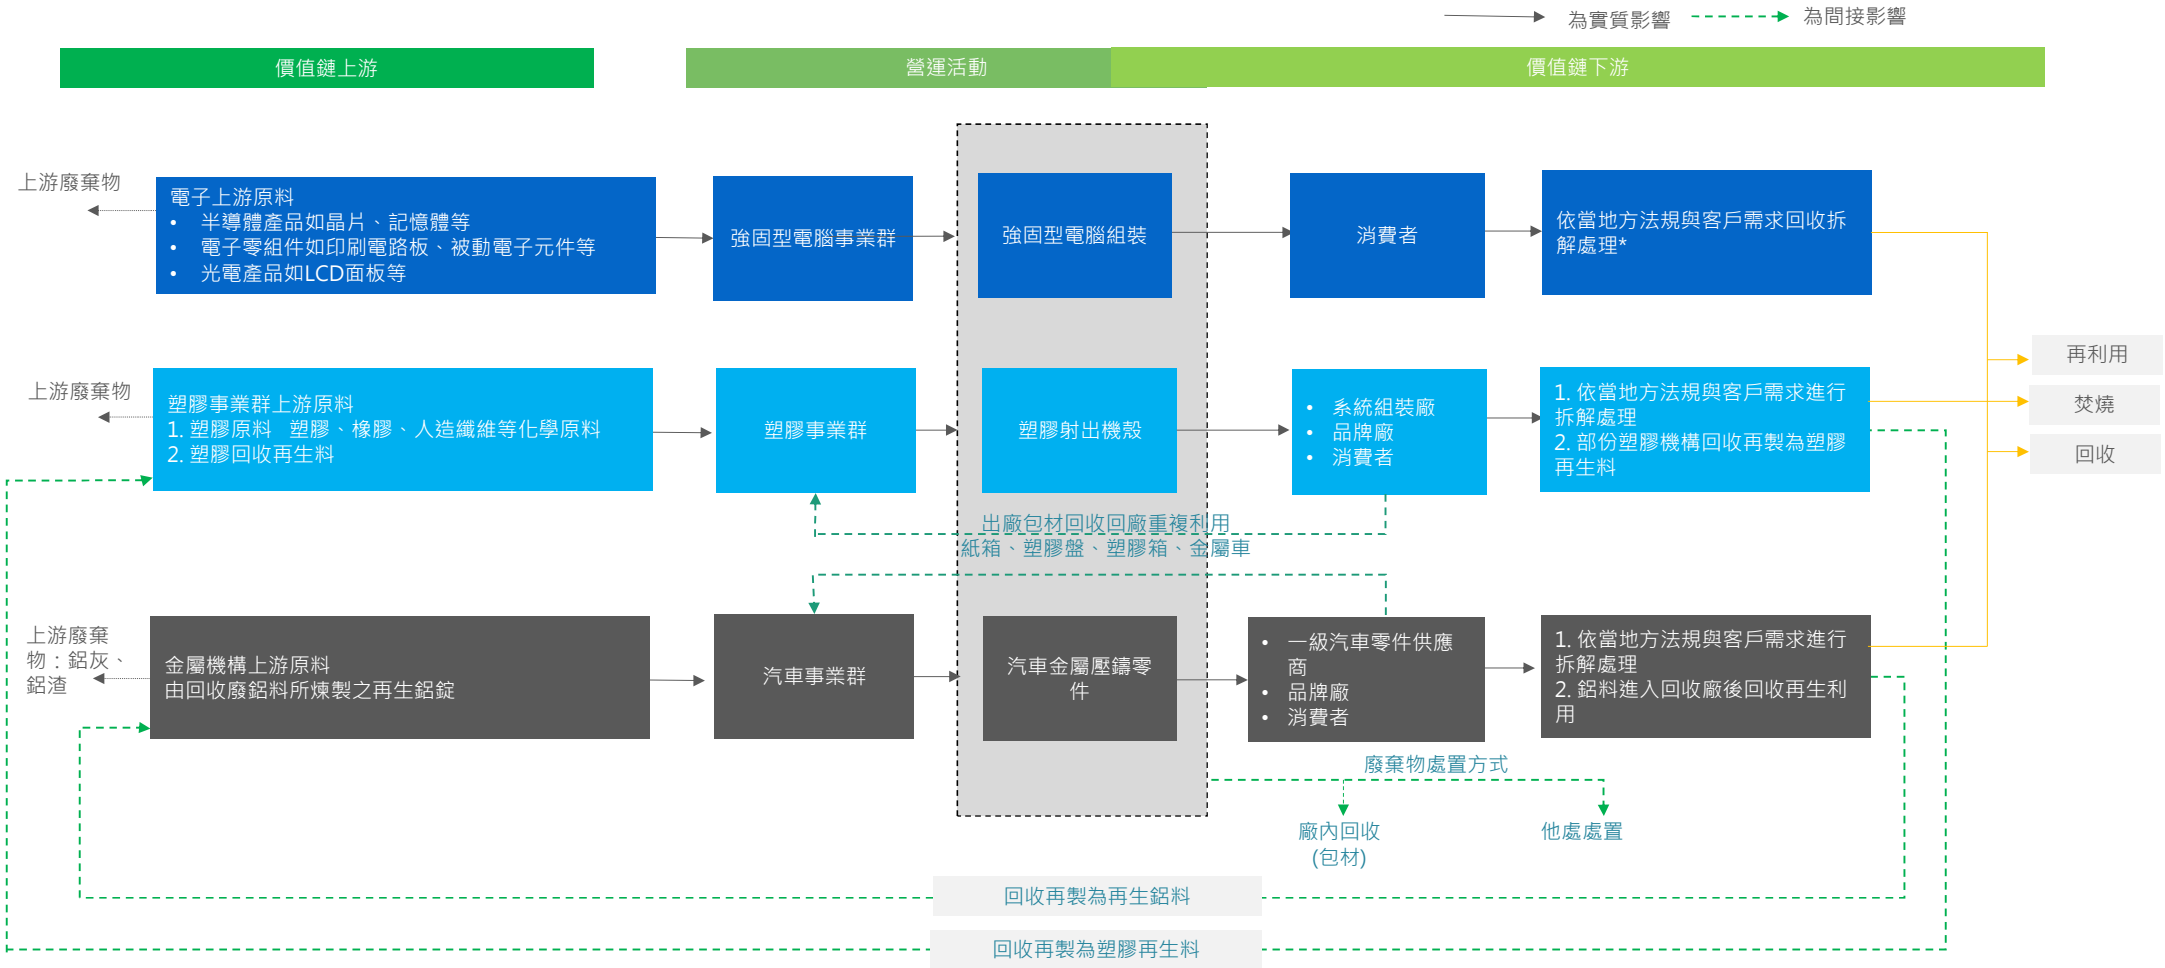 為實質影響
為間接影響
價值鏈上游
營運活動
價值鏈下游
上游廢棄物
電子上游原料
• 半導體產品如晶片、記憶體等
• 電子零組件如印刷電路板、被動電子元件等
• 光電產品如LCD面板等
強固型電腦事業群
強固型電腦組裝
消費者
依當地方法規與客戶需求回收拆
解處理*
再利用
焚燒
回收
上游廢棄物
塑膠事業群上游原料
1. 塑膠原料 塑膠、橡膠、人造纖維等化學原料
2. 塑膠回收再生料
塑膠事業群
塑膠射出機殼
• 系統組裝廠
• 品牌廠
• 消費者
1. 依當地方法規與客戶需求進行
拆解處理
2. 部份塑膠機構回收再製為塑膠
再生料
出廠包材回收回廠重複利用
紙箱、塑膠盤、塑膠箱、金屬車
上游廢棄
物：鋁灰、
鋁渣
金屬機構上游原料
由回收廢鋁料所煉製之再生鋁錠
汽車事業群
汽車金屬壓鑄零
件
• 一級汽車零件供應
商
• 品牌廠
• 消費者
1. 依當地方法規與客戶需求進行
拆解處理
2. 鋁料進入回收廠後回收再生利
用
廢棄物處置方式
廠內回收
(包材)
他處處置
回收再製為再生鋁料
回收再製為塑膠再生料